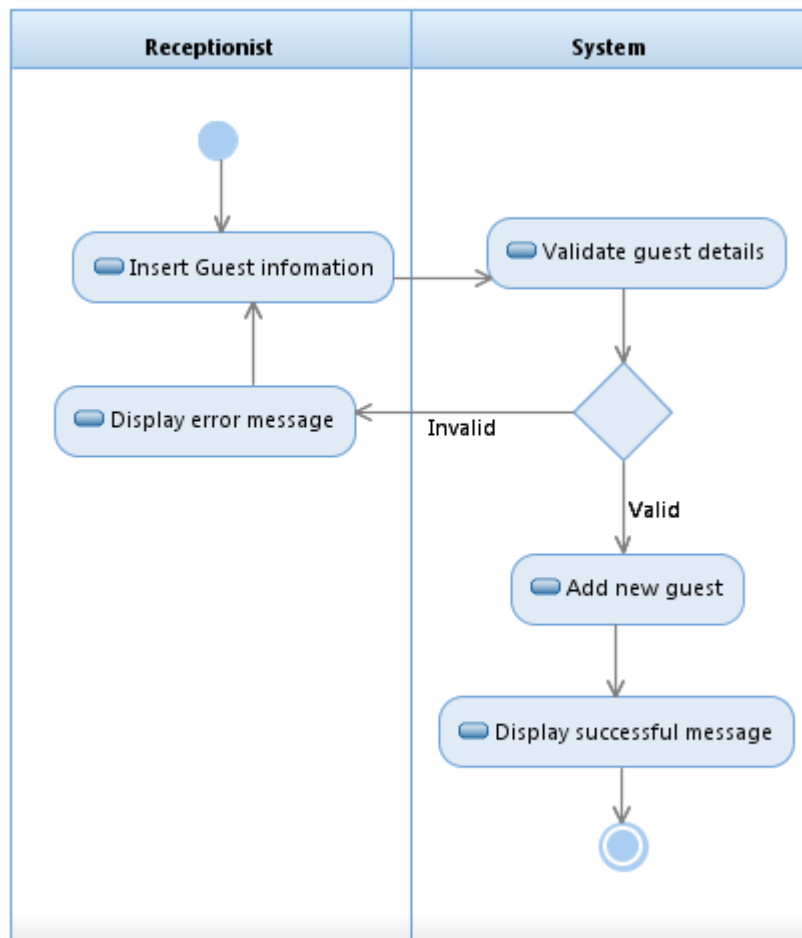 Receptionist
System
Insert Guest infomation
Validate guest details
Display error message
Invalid
Valid
Add new guest
Display successful message